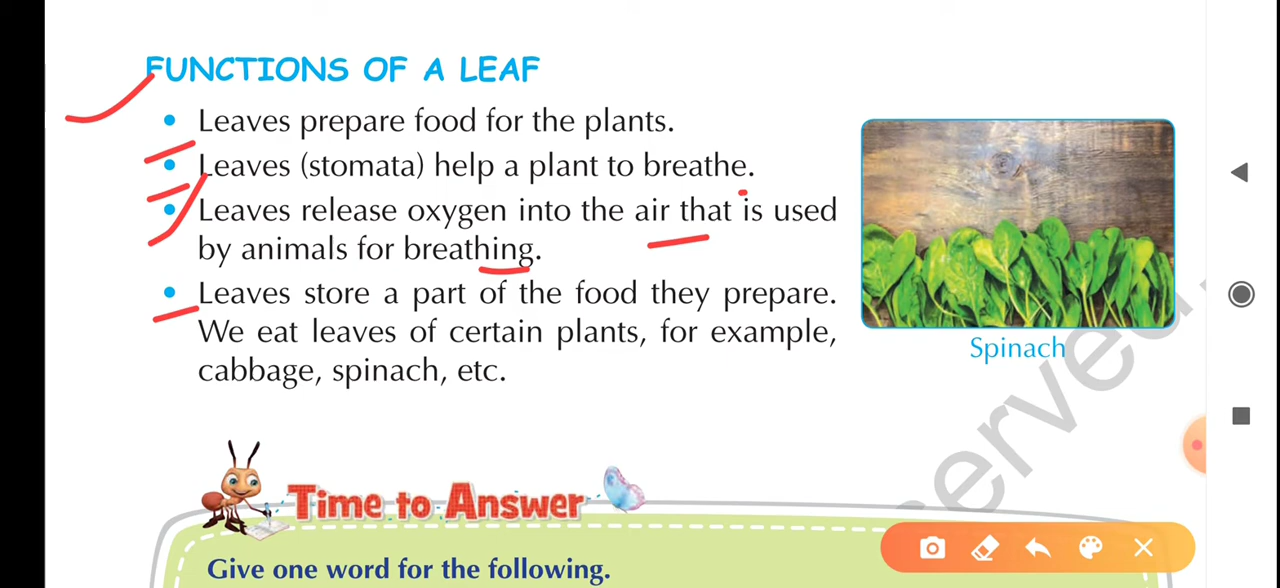 FUNCTIONS OF A LEAF
• Leaves prepare food for the plants.
• Leaves (stomata) help a plant to breathe.
• Leaves release oxygen into the air that is used
by animals for breathing.
• Leaves store a part of the food they prepare.
We eat leaves of certain plants, for example,
cabbage, spinach, etc.
Spinach
Time to Answer
Give one word for the following.